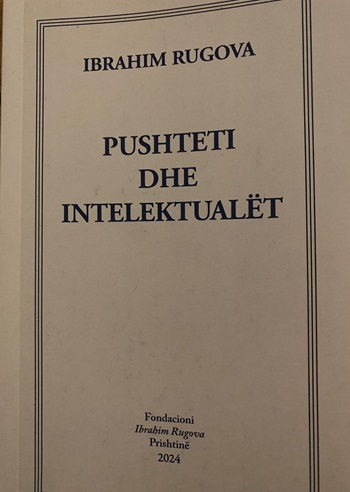 IBRAHIM RUGOVA
PUSHTETI
DHE
INTELEKTUALËT
Fondacioni
Ibrahim Rugova
Prishtinë
2024